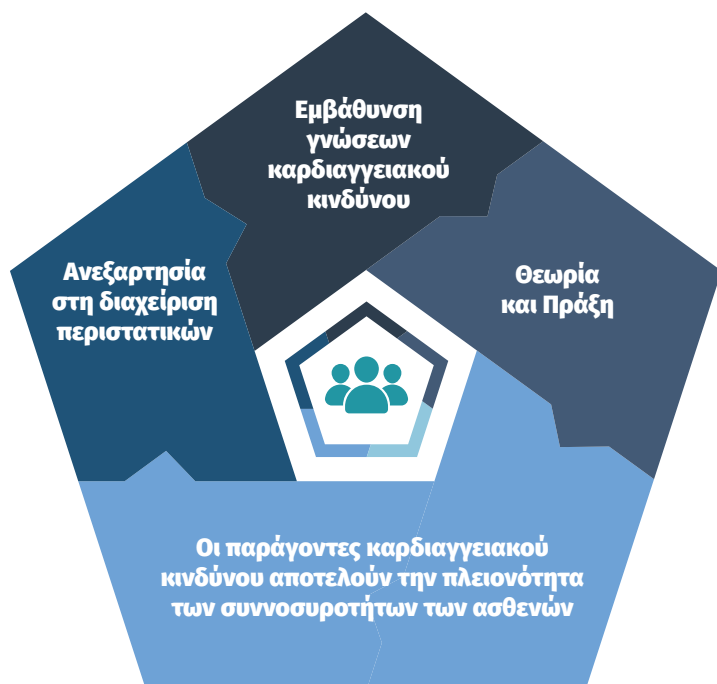 Εμβάθυνση
γνώσεων
καρδιαγγειακού
κινδύνου
Ανεξαρτησία
στη διαχείριση
περιστατικών
Θεωρία
και Πράξη
Οι παράγοντες καρδιαγγειακού
κινδύνου αποτελούν την πλειονότητα
των συννοσυροτήτων των ασθενών